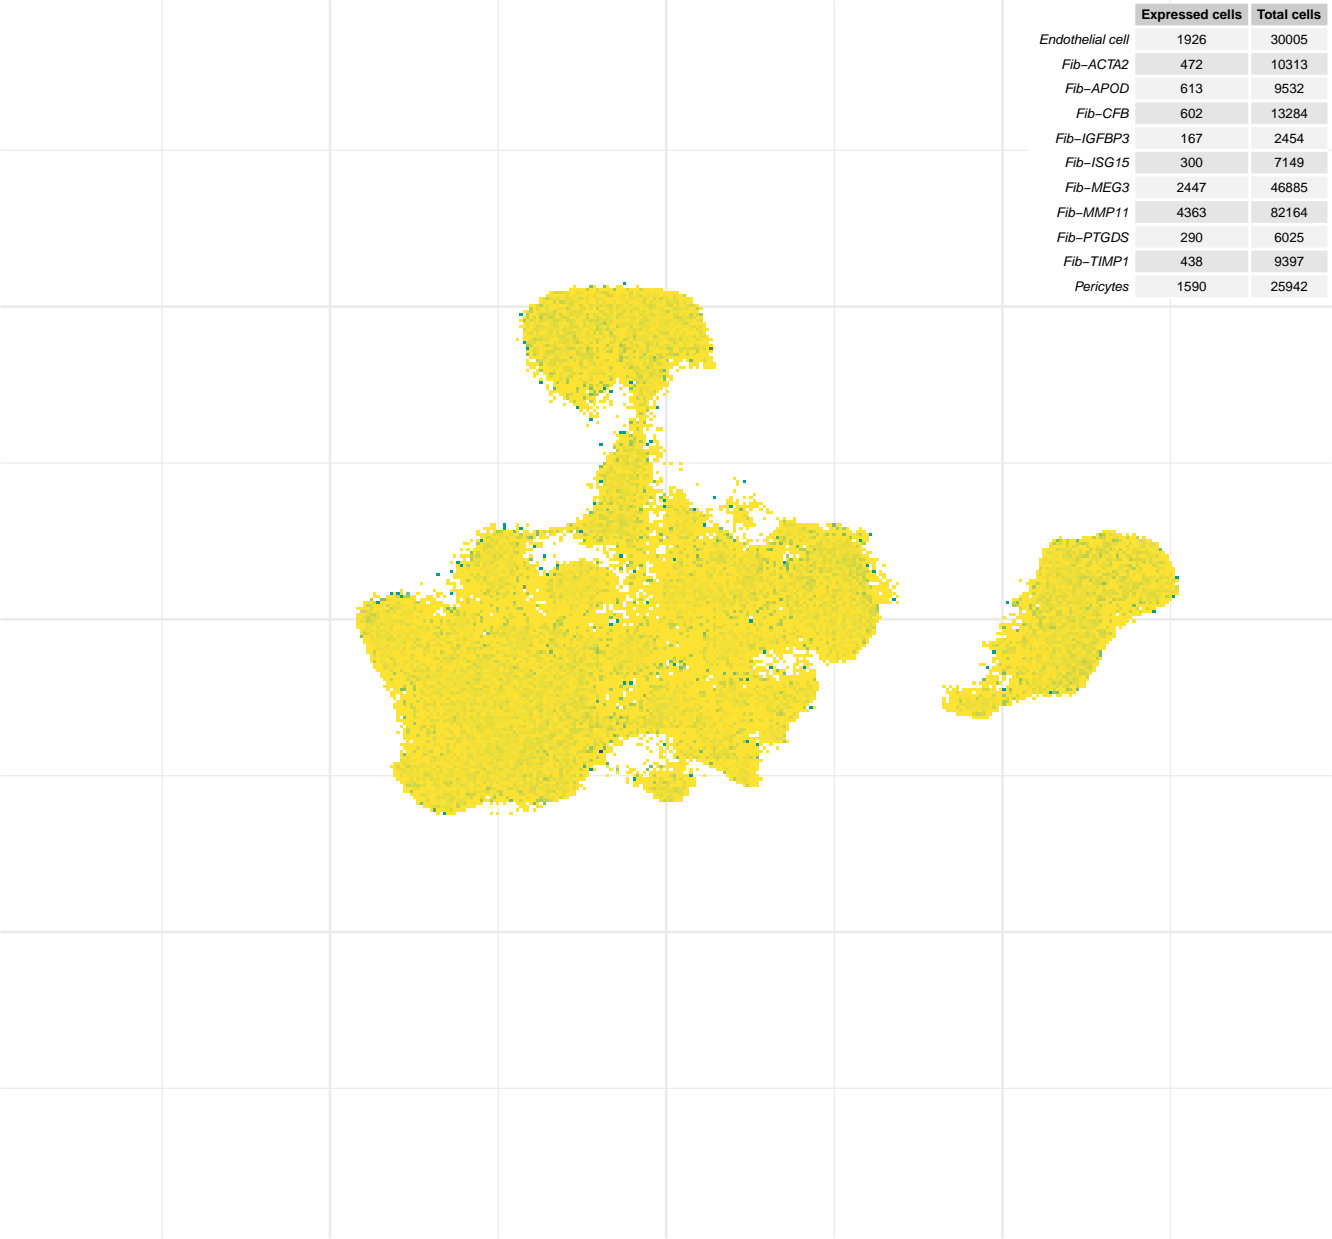 Expressed cells Total cells
Endothelial cell 1926 30005
Fib−ACTA2 472 10313
Fib−APOD 613 9532
Fib−CFB 602 13284
Fib−IGFBP3 167 2454
Fib−ISG15 300 7149
Fib−MEG3 2447 46885
Fib−MMP11 4363 82164
Fib−PTGDS 290 6025
Fib−TIMP1 438 9397
Pericytes 1590 25942